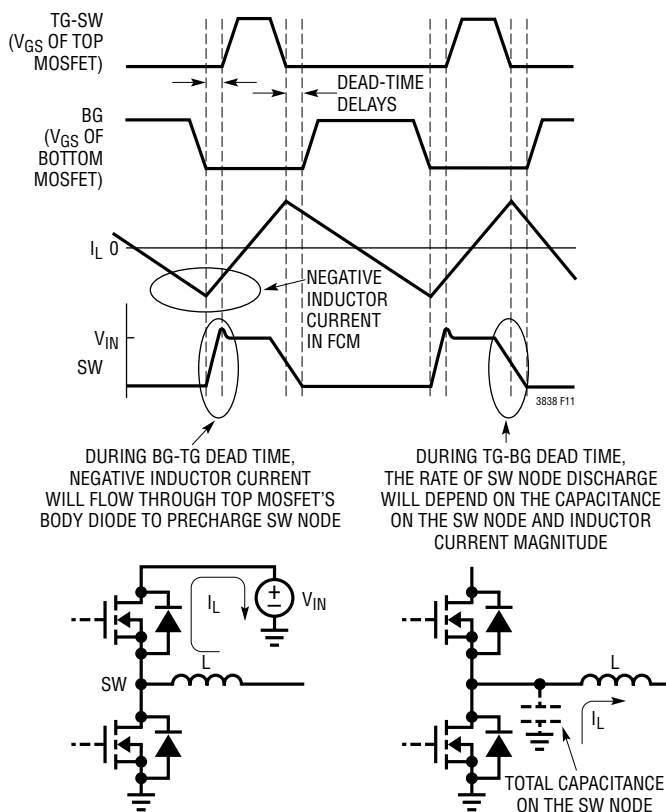 TG-SW
(VGS OF TOP
MOSFET)
DEAD-TIME
DELAYS
BG
(VGS OF
BOTTOM
MOSFET)
IL 0
NEGATIVE
INDUCTOR
CURRENT
IN FCM
VIN
SW
3838 F11
DURING BG-TG DEAD TIME,
NEGATIVE INDUCTOR CURRENT
WILL FLOW THROUGH TOP MOSFET'S
BODY DIODE TO PRECHARGE SW NODE
DURING TG-BG DEAD TIME,
THE RATE OF SW NODE DISCHARGE
WILL DEPEND ON THE CAPACITANCE
ON THE SW NODE AND INDUCTOR
CURRENT MAGNITUDE
IL
+
–
VIN
L
SW
L
IL
TOTAL CAPACITANCE
ON THE SW NODE